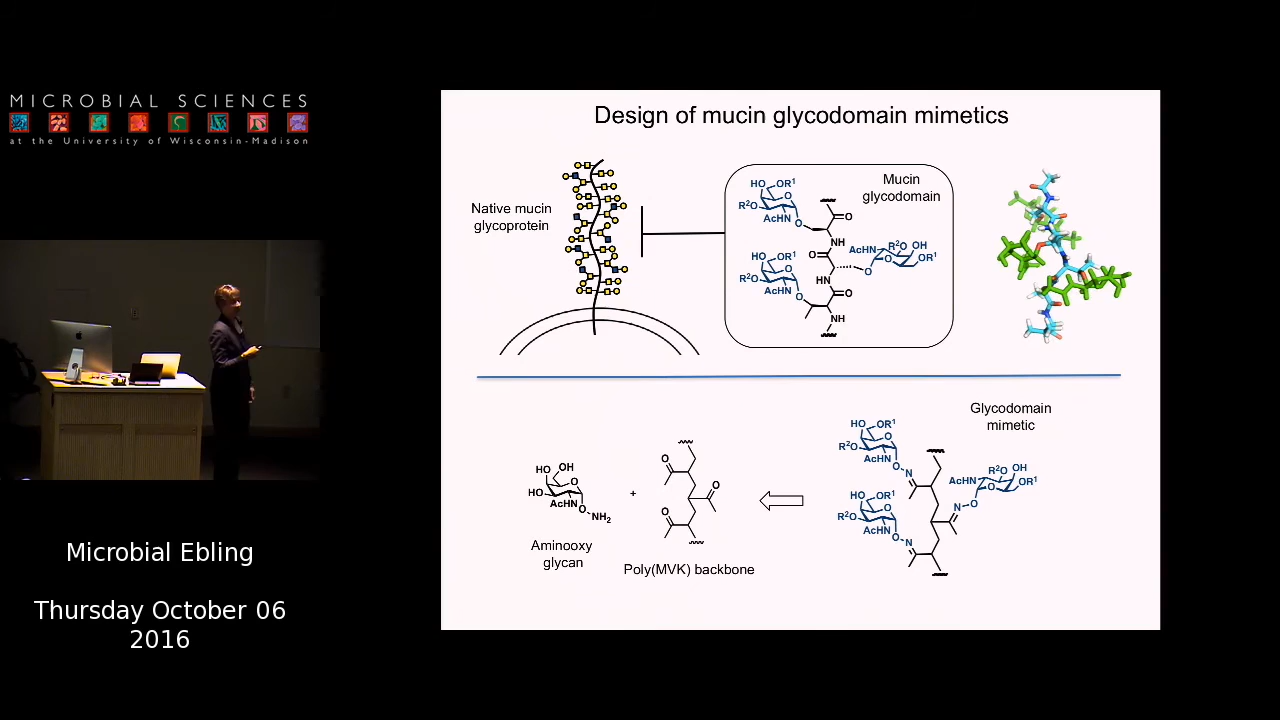 MICROBIAL SCIENCES
at the University of Wisconsin-Madison
Microbial Ebling
Thursday October 06
2016
Design of mucin glycodomain mimetics
Native mucin
glycoprotein
Mucin
glycodomain
HO
OR¹
R²O
O
AcHN
O
O
NH
O
AcHN
R²O
OH
O
OR¹
O
HO
OR¹
R²O
O
AcHN
O
HN
O
NH
Glycodomain
mimetic
HO
OR¹
R²O
O
AcHN
O
N
AcHN
R²O
OH
O
OR¹
N
O
HO
OR¹
R²O
O
AcHN
O
N
HO
OH
HO
O
AcHN
O
NH₂
+
O
O
O
Aminooxy
glycan
Poly(MVK) backbone